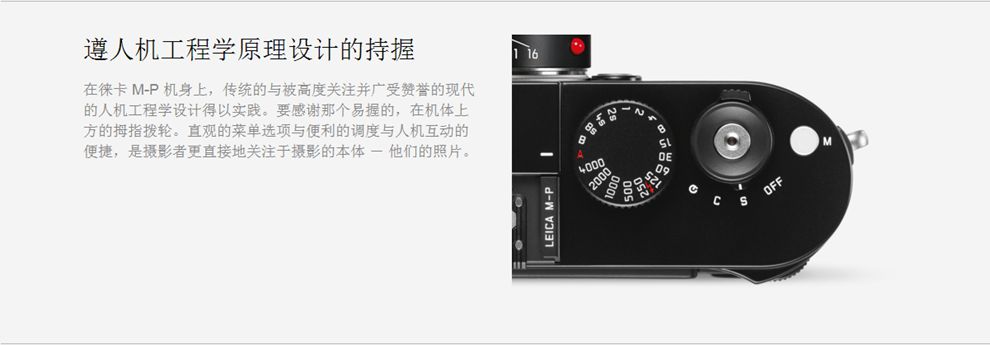 遵人机工程学原理设计的持握
在徕卡 M-P 机身上，传统的与被高度关注并广受赞誉的现代
的人机工程学设计得以实践。要感谢那个易握的，在机体上
方的拇指拨轮。直观的菜单选项与便利的调度与人机互动的
便捷，是摄影者更直接地关注于摄影的本体 － 他们的照片。
1 16
B 8s 4s 2s 1 2 4 8 15 30 60 125 250 500 1000 2000 4000 A
M
C S OFF
LEICA M-P